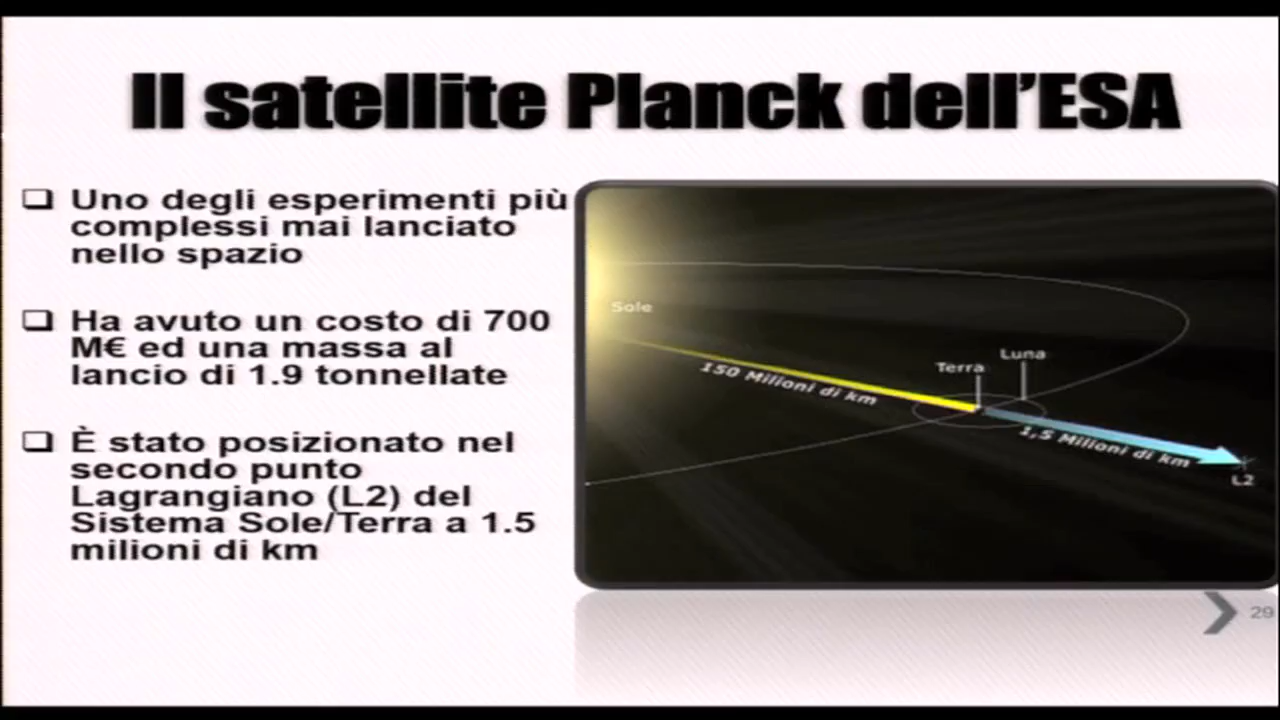 Il satellite Planck dell'ESA
❑ Uno degli esperimenti più
complessi mai lanciato
nello spazio
❑ Ha avuto un costo di 700
M€ ed una massa al
lancio di 1.9 tonnellate
❑ È stato posizionato nel
secondo punto
Lagrangiano (L2) del
Sistema Sole/Terra a 1.5
milioni di km
Sole
150 Milioni di km
Terra
Luna
1,5 Milioni di km
L2
29